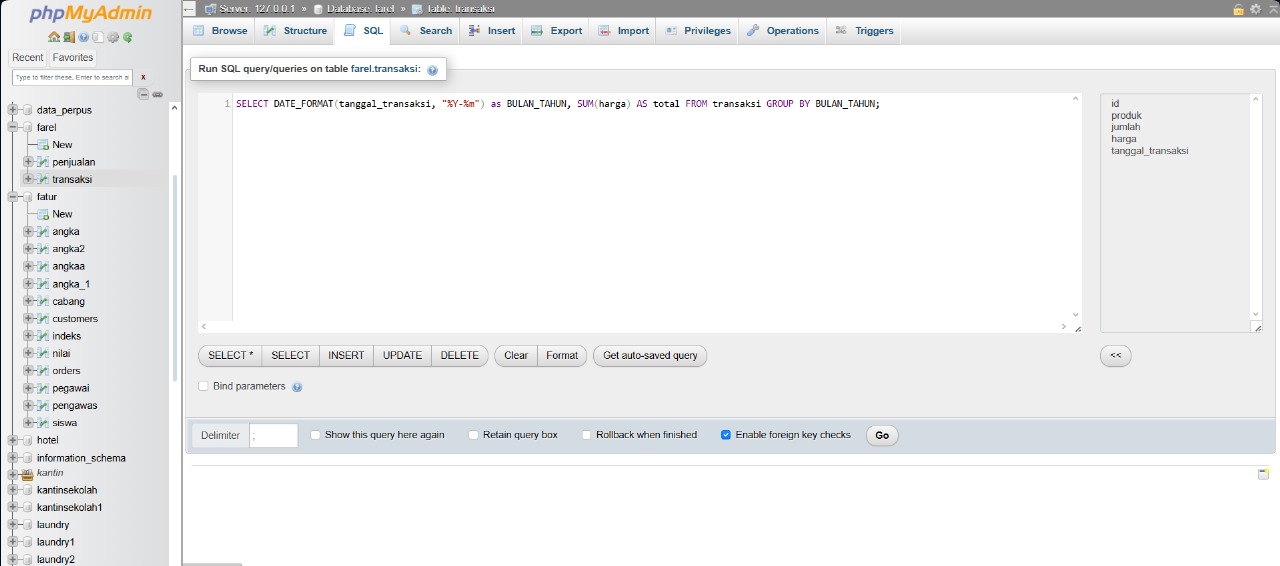 phpMyAdmin
Recent Favorites
Type to filter these, Enter to search al x
data_perpus
farel
New
penjualan
transaksi
fatur
New
angka
angka2
angkaa
angka_1
cabang
customers
indeks
nilai
orders
pegawai
pengawas
siswa
hotel
information_schema
kantin
kantinsekolah
kantinsekolah1
laundry
laundry1
laundry2
Server: 127.0.0.1 » Database: farel » Table: transaksi
Browse Structure SQL Search Insert Export Import Privileges Operations Triggers
Run SQL query/queries on table farel.transaksi:
1 SELECT DATE_FORMAT(tanggal_transaksi, "%Y-%m") as BULAN_TAHUN, SUM(harga) AS total FROM transaksi GROUP BY BULAN_TAHUN;
id
produk
jumlah
harga
tanggal_transaksi
SELECT * SELECT INSERT UPDATE DELETE Clear Format Get auto-saved query <<
Bind parameters
Delimiter ; Show this query here again Retain query box Rollback when finished Enable foreign key checks Go